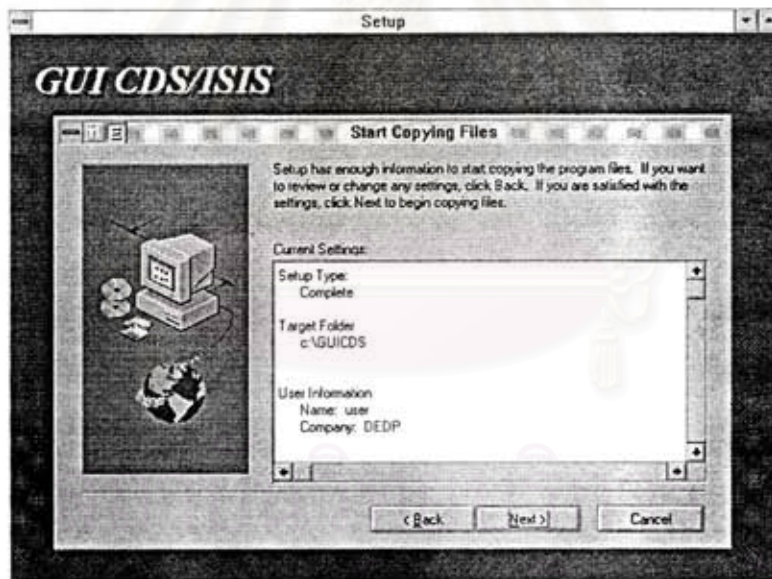 Setup
GUI CDS/ISIS
Start Copying Files
Setup has enough information to start copying the program files. If you want
to review or change any settings, click Back. If you are satisfied with the
settings, click Next to begin copying files.
Current Settings:
Setup Type:
Complete
Target Folder
c:\GUICDS
User Information
Name: user
Company: DEDP
< Back
Next >
Cancel